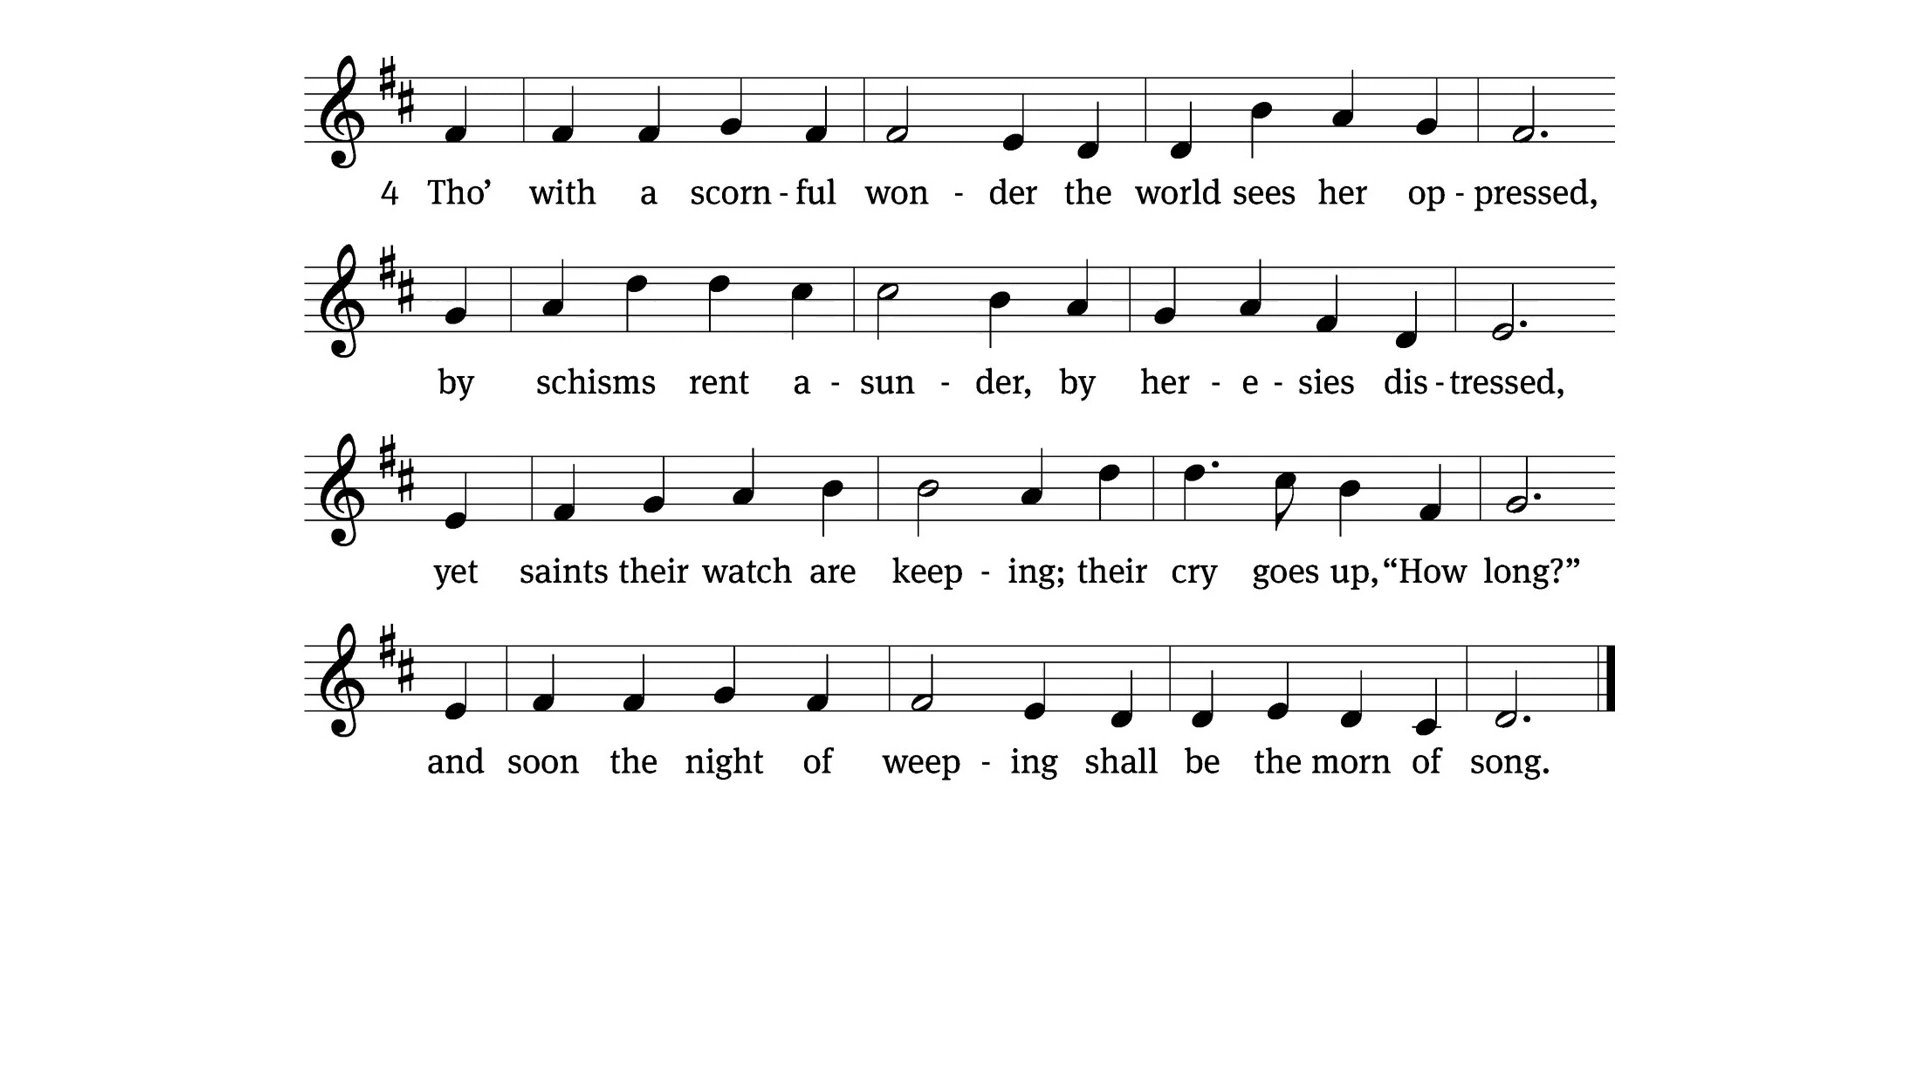 4 Tho’ with a scorn - ful won - der the world sees her op - pressed,
by schisms rent a - sun - der, by her - e - sies dis - tressed,
yet saints their watch are keep - ing; their cry goes up, “How long?”
and soon the night of weep - ing shall be the morn of song.